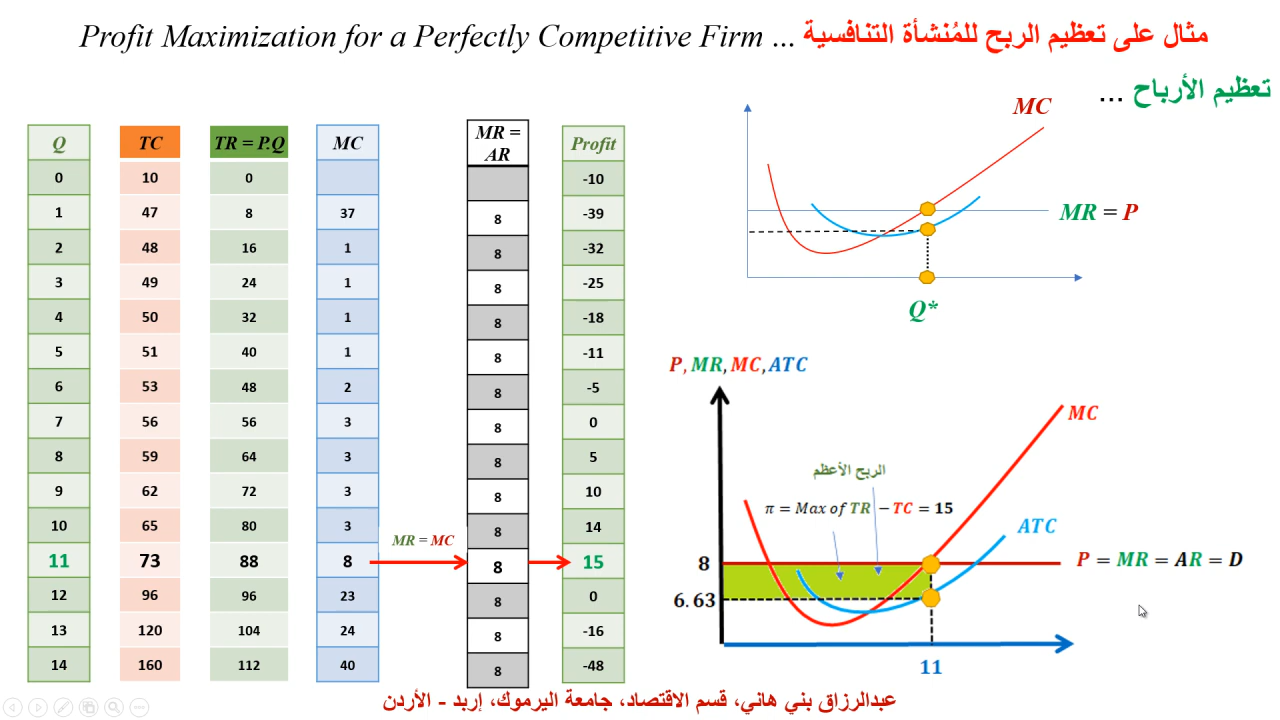 Profit Maximization for a Perfectly Competitive Firm ... مثال على تعظيم الربح للمُنشأة التنافسية
تعظيم الأرباح ...
Q TC TR = P.Q MC MR = AR Profit
0 10 0 -10
1 47 8 37 8 -39
2 48 16 1 8 -32
3 49 24 1 8 -25
4 50 32 1 8 -18
5 51 40 1 8 -11
6 53 48 2 8 -5
7 56 56 3 8 0
8 59 64 3 8 5
9 62 72 3 8 10
10 65 80 3 8 14
MR = MC
11 73 88 8 8 15
12 96 96 23 8 0
13 120 104 24 8 -16
14 160 112 40 8 -48
MC
MR = P
Q*
P, MR, MC, ATC
MC
الربح الأعظم
π = Max of TR − TC = 15
ATC
8
P = MR = AR = D
6.63
11
عبدالرزاق بني هاني، قسم الاقتصاد، جامعة اليرموك، إربد - الأردن